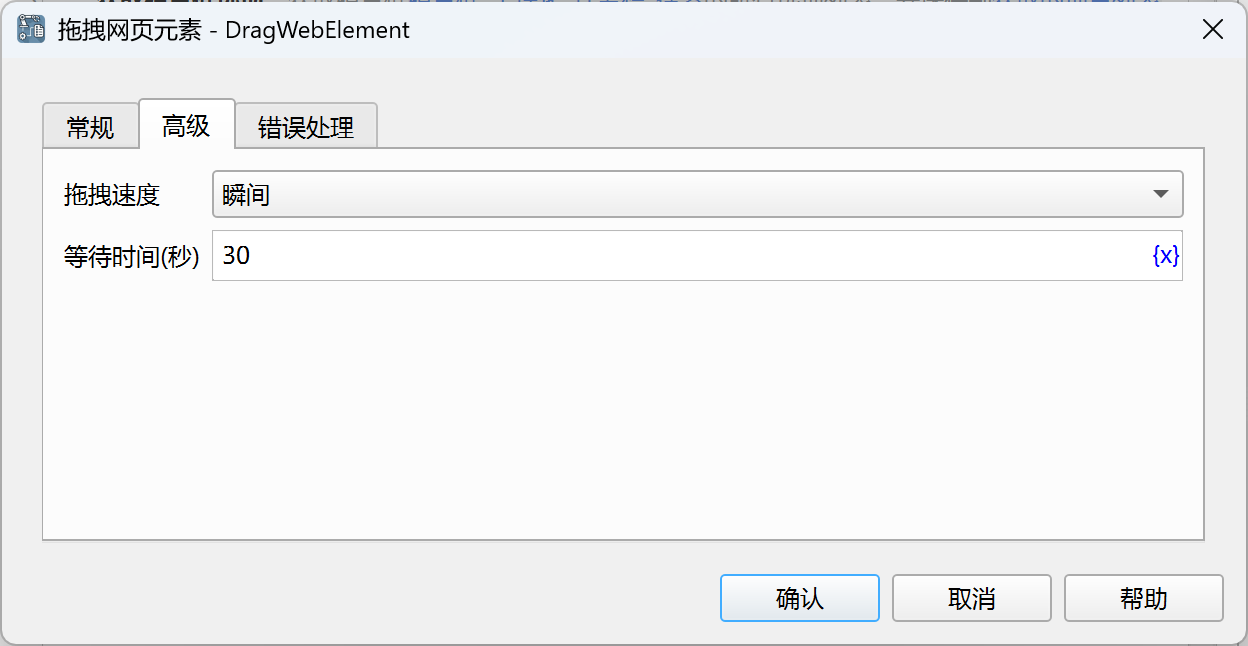 拖拽网页元素 - DragWebElement
常规
高级
错误处理
拖拽速度
瞬间
等待时间(秒)
30
{x}
确认
取消
帮助